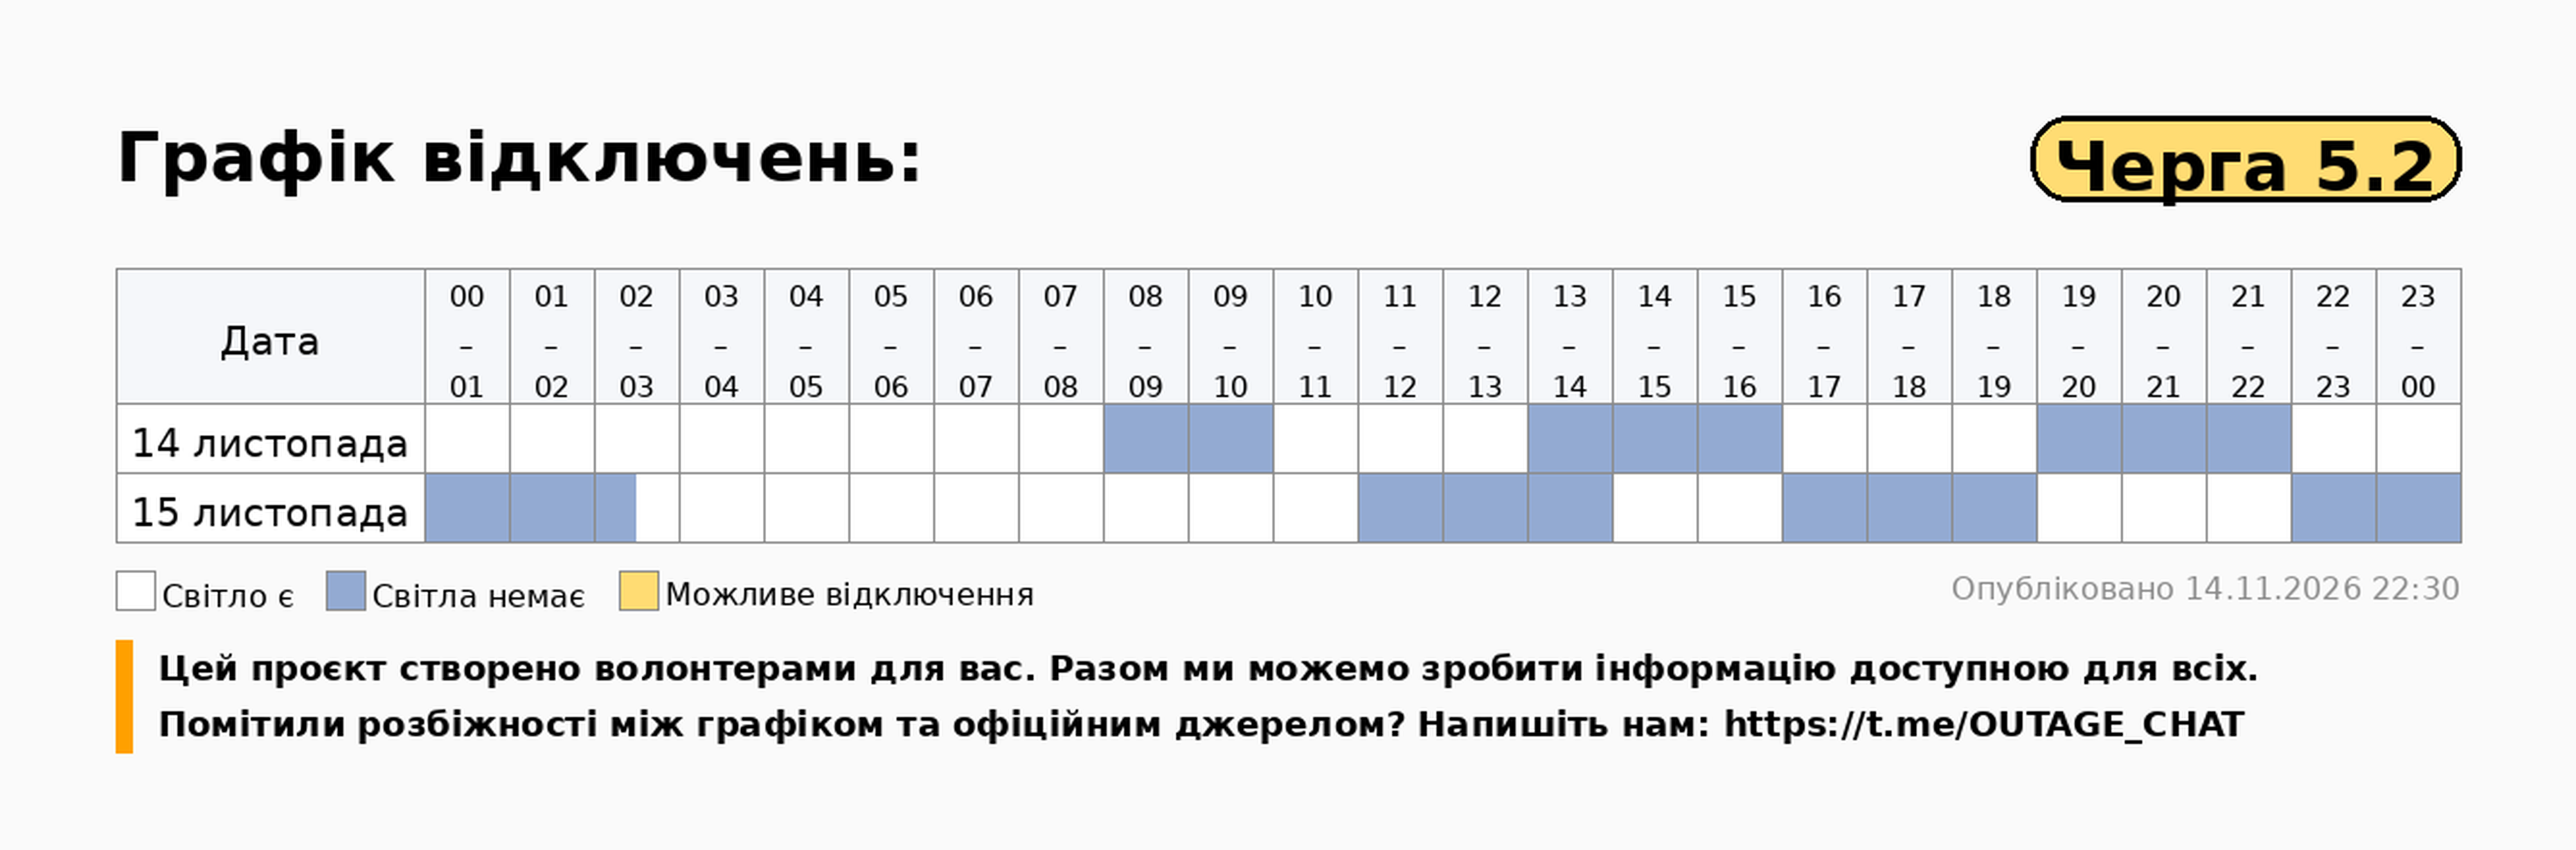 Графік відключень:
Черга 5.2
Дата
00 – 01
01 – 02
02 – 03
03 – 04
04 – 05
05 – 06
06 – 07
07 – 08
08 – 09
09 – 10
10 – 11
11 – 12
12 – 13
13 – 14
14 – 15
15 – 16
16 – 17
17 – 18
18 – 19
19 – 20
20 – 21
21 – 22
22 – 23
23 – 00
14 листопада
15 листопада
Світло є
Світла немає
Можливе відключення
Опубліковано 14.11.2026 22:30
Цей проєкт створено волонтерами для вас. Разом ми можемо зробити інформацію доступною для всіх.
Помітили розбіжності між графіком та офіційним джерелом? Напишіть нам: https://t.me/OUTAGE_CHAT